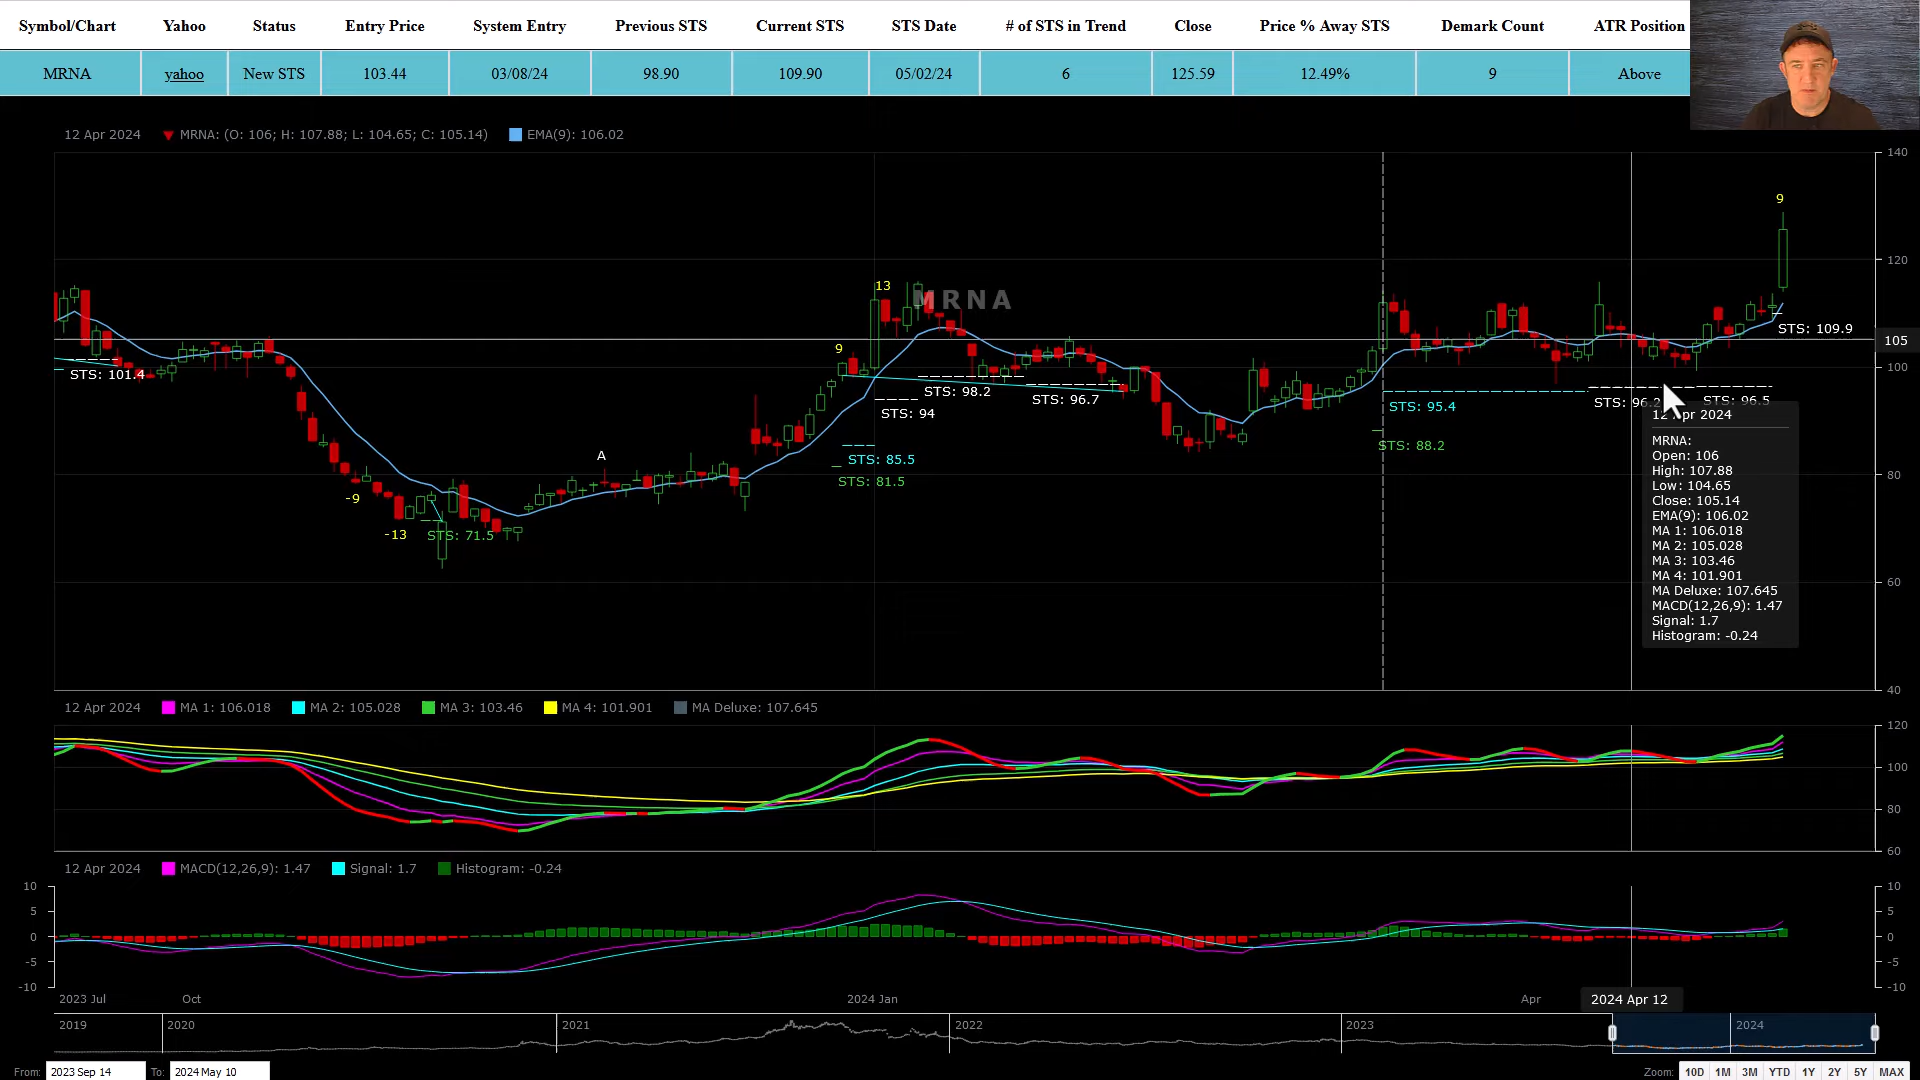 Symbol/Chart Yahoo Status Entry Price System Entry Previous STS Current STS STS Date # of STS in Trend Close Price % Away STS Demark Count ATR Position
MRNA yahoo New STS 103.44 03/08/24 98.90 109.90 05/02/24 6 125.59 12.49% 9 Above
12 Apr 2024 MRNA: (O: 106; H: 107.88; L: 104.65; C: 105.14) EMA(9): 106.02
140
9
120
13
MRNA
STS: 109.9
105
9
100
STS: 101.4
STS: 98.2
STS: 96.7
STS: 94
STS: 95.4
STS: 96.2
STS: 96.5
STS: 88.2
A
STS: 85.5
STS: 81.5
80
-9
-13
STS: 71.5
60
40
12 Apr 2024
MRNA:
Open: 106
High: 107.88
Low: 104.65
Close: 105.14
EMA(9): 106.02
MA 1: 106.018
MA 2: 105.028
MA 3: 103.46
MA 4: 101.901
MA Deluxe: 107.645
MACD(12,26,9): 1.47
Signal: 1.7
Histogram: -0.24
12 Apr 2024 MA 1: 106.018 MA 2: 105.028 MA 3: 103.46 MA 4: 101.901 MA Deluxe: 107.645
120
100
80
60
12 Apr 2024 MACD(12,26,9): 1.47 Signal: 1.7 Histogram: -0.24
10 10
5 5
0 0
-5 -5
-10 -10
2023 Jul Oct 2024 Jan Apr 2024 Apr 12
2019 2020 2021 2022 2023 2024
From: 2023 Sep 14 To: 2024 May 10 Zoom: 10D 1M 3M YTD 1Y 2Y 5Y MAX